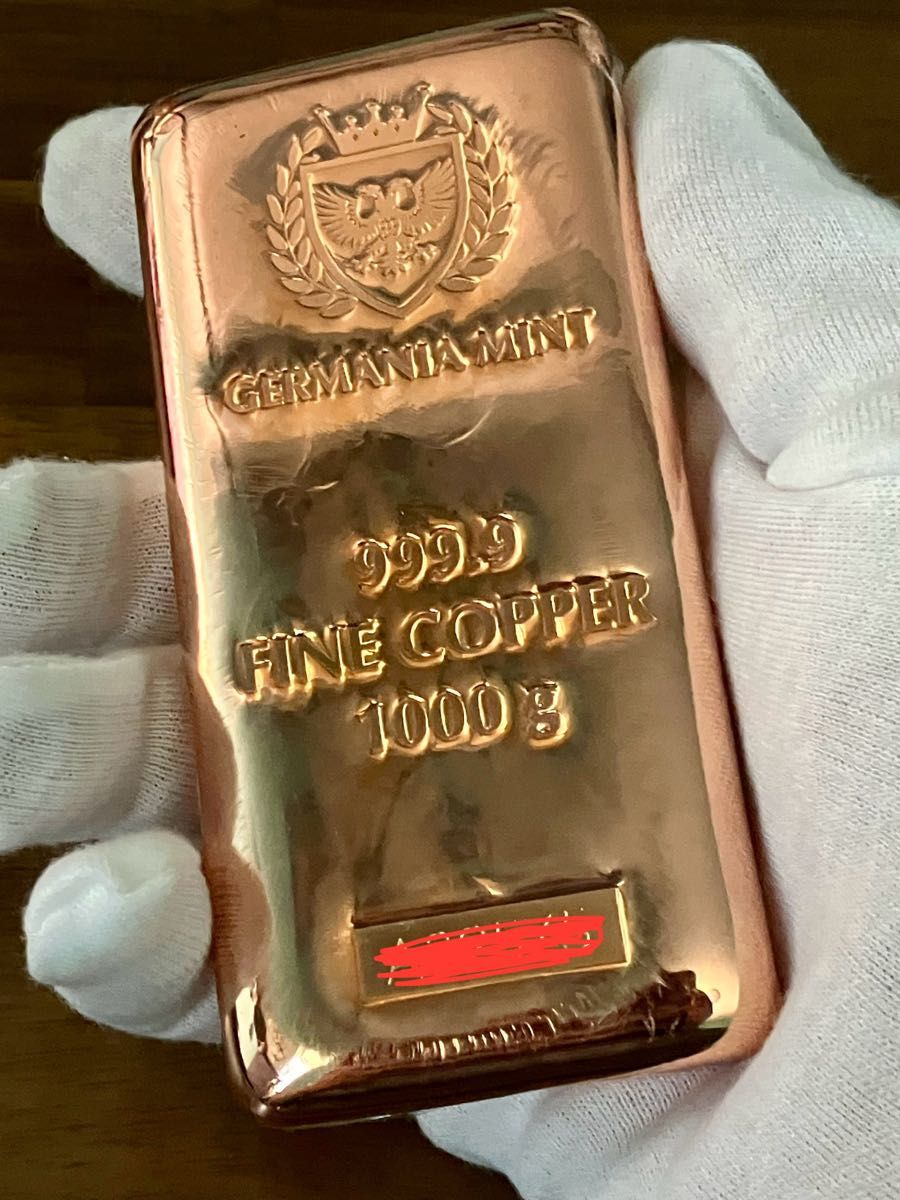 GERMANIA MINT
999.9
FINE COPPER
1000 g